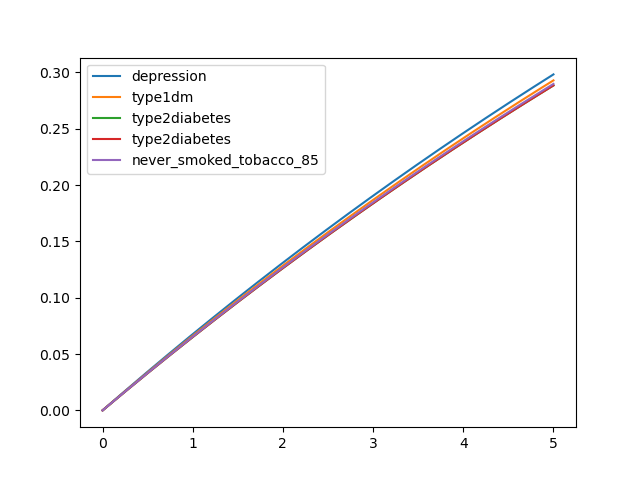 depression
type1dm
type2diabetes
type2diabetes
never_smoked_tobacco_85
0.30
0.25
0.20
0.15
0.10
0.05
0.00
0 1 2 3 4 5